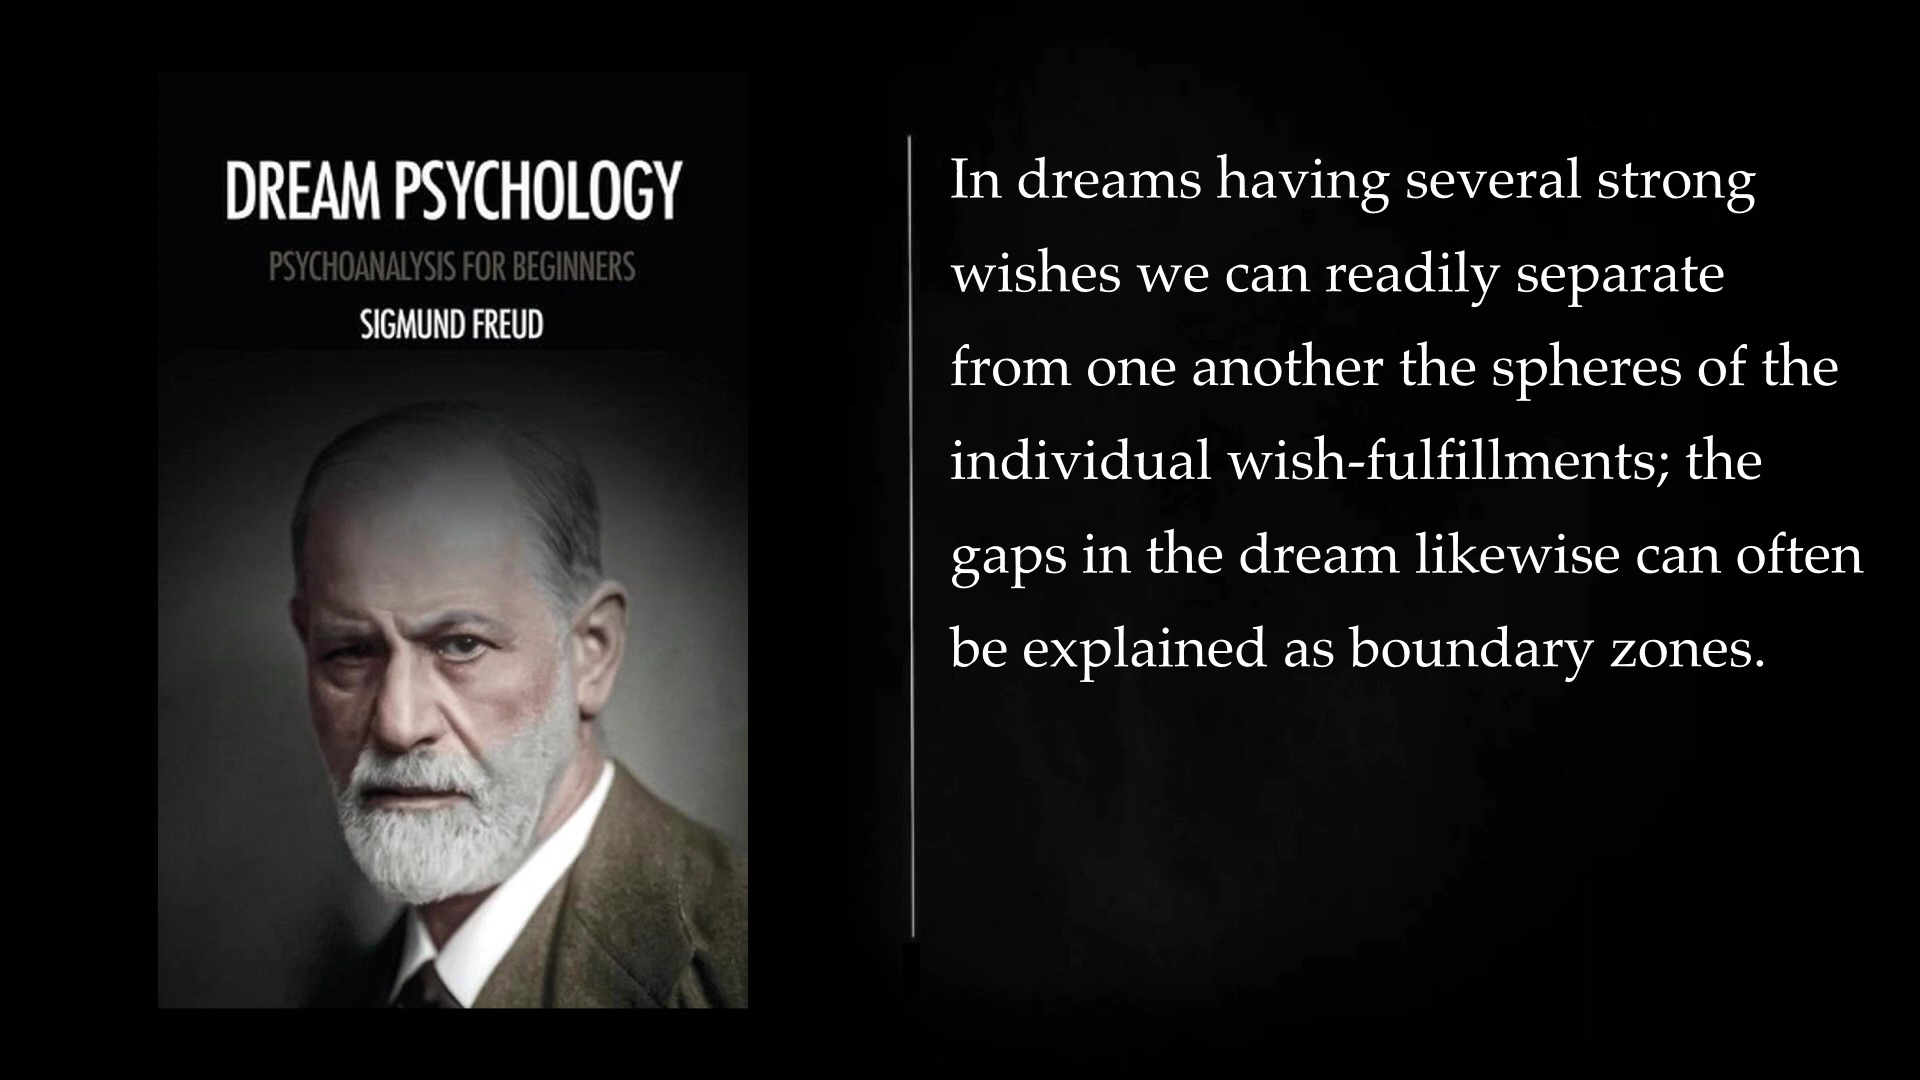 DREAM PSYCHOLOGY
PSYCHOANALYSIS FOR BEGINNERS
SIGMUND FREUD
In dreams having several strong
wishes we can readily separate
from one another the spheres of the
individual wish-fulfillments; the
gaps in the dream likewise can often
be explained as boundary zones.